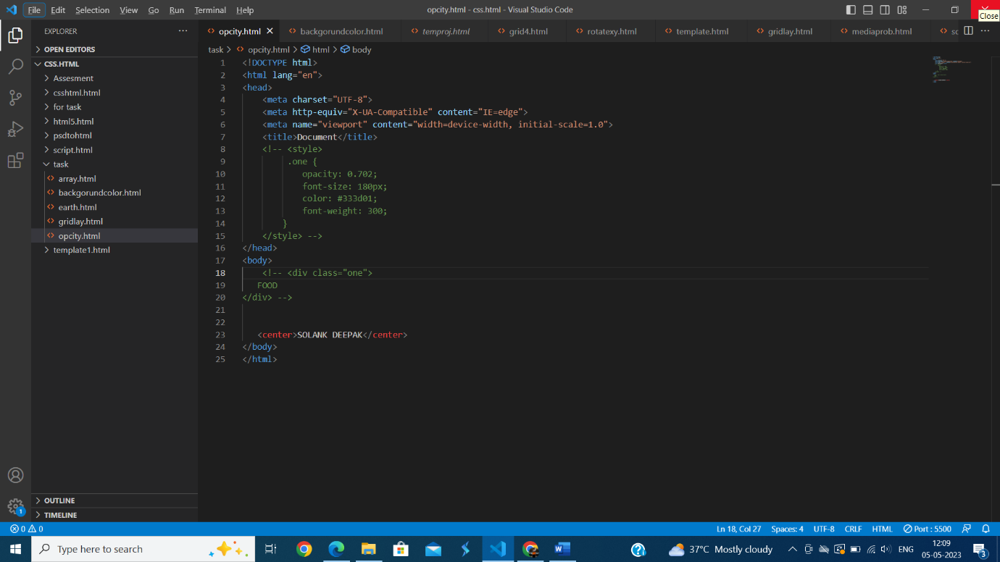 File Edit Selection View Go Run Terminal Help opcity.html - css.html - Visual Studio Code
Close
EXPLORER
OPEN EDITORS
CSS.HTML
Assesment
csshtml.html
for task
html5.html
psdtohtml
script.html
task
array.html
backgorundcolor.html
earth.html
gridlay.html
opcity.html
template1.html
OUTLINE
TIMELINE
opcity.html backgorundcolor.html temproj.html grid4.html rotatexy.html template.html gridlay.html mediaprob.html sc
task > opcity.html > html > body
1 <!DOCTYPE html>
2 <html lang="en">
3 <head>
4 <meta charset="UTF-8">
5 <meta http-equiv="X-UA-Compatible" content="IE=edge">
6 <meta name="viewport" content="width=device-width, initial-scale=1.0">
7 <title>Document</title>
8 <!-- <style>
9 .one {
10 opacity: 0.702;
11 font-size: 180px;
12 color: #333d01;
13 font-weight: 300;
14 }
15 </style> -->
16 </head>
17 <body>
18 <!-- <div class="one">
19 FOOD
20 </div> -->
21
22
23 <center>SOLANK DEEPAK</center>
24 </body>
25 </html>
1
0 0 Ln 18, Col 27 Spaces: 4 UTF-8 CRLF HTML Port : 5500
Type here to search 37°C Mostly cloudy ENG 12:09
05-05-2023 3